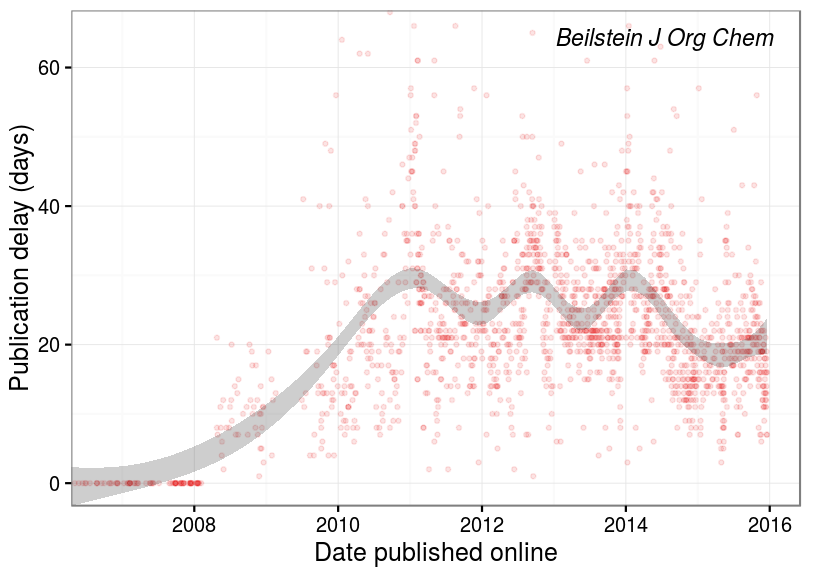 Beilstein J Org Chem
Publication delay (days)
60
40
20
0
2008 2010 2012 2014 2016
Date published online